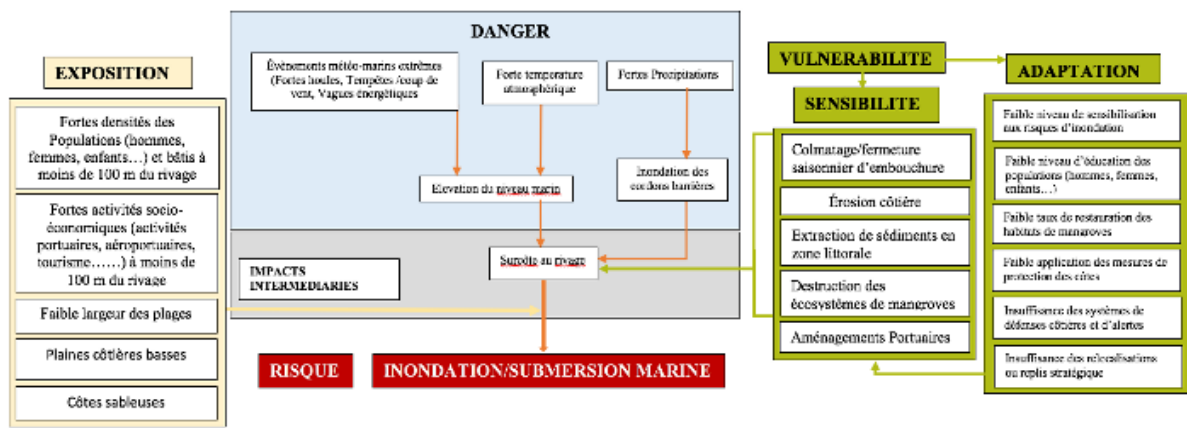 EXPOSITION
Fortes densités des
Populations (hommes,
femmes, enfants…) et bâtis à
moins de 100 m du rivage
Fortes activités socio-
économiques (activités
portuaires, aéroportuaires,
tourisme……) à moins de
100 m du rivage
Faible largeur des plages
Plaines côtières basses
Côtes sableuses
DANGER
Évènements météo-marins extrêmes
(Fortes houles, Tempêtes /coup de
vent, Vagues énergétiques
Forte temperature
atmosphérique
Fortes Precipitations
Elevation du niveau marin
Inondation des
cordons barrières
IMPACTS
INTERMEDIARIES
Surcôte au rivage
RISQUE
INONDATION/SUBMERSION MARINE
VULNERABILITE
SENSIBILITE
Colmatage/fermeture
saisonnier d’embouchure
Érosion côtière
Extraction de sédiments en
zone littorale
Destruction des
écosystèmes de mangroves
Aménagements Portuaires
ADAPTATION
Faible niveau de sensibilisation
aux risques d’inondation
Faible niveau d’éducation des
populations (hommes, femmes,
enfants…)
Faible taux de restauration des
habitats de mangroves
Faible application des mesures de
protection des côtes
Insuffisance des systèmes de
défenses côtières et d’alertes
Insuffisance des relocalisations
ou replis stratégique